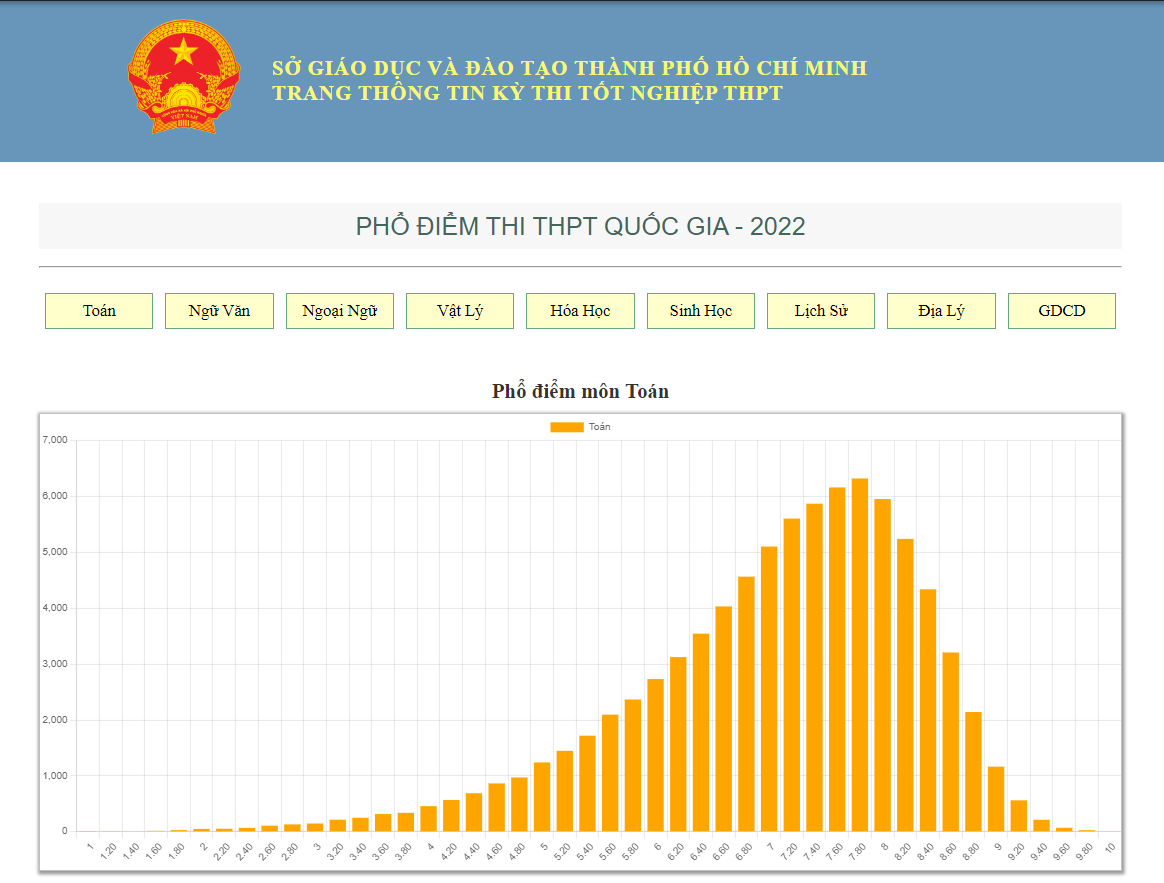 SỞ GIÁO DỤC VÀ ĐÀO TẠO THÀNH PHỐ HỒ CHÍ MINH
TRANG THÔNG TIN KỲ THI TỐT NGHIỆP THPT
VIỆT NAM
PHỔ ĐIỂM THI THPT QUỐC GIA - 2022
Toán Ngữ Văn Ngoại Ngữ Vật Lý Hóa Học Sinh Học Lịch Sử Địa Lý GDCD
Phổ điểm môn Toán
Toán
7,000
6,000
5,000
4,000
3,000
2,000
1,000
0
1 1.20 1.40 1.60 1.80 2 2.20 2.40 2.60 2.80 3 3.20 3.40 3.60 3.80 4 4.20 4.40 4.60 4.80 5 5.20 5.40 5.60 5.80 6 6.20 6.40 6.60 6.80 7 7.20 7.40 7.60 7.80 8 8.20 8.40 8.60 8.80 9 9.20 9.40 9.60 9.80 10